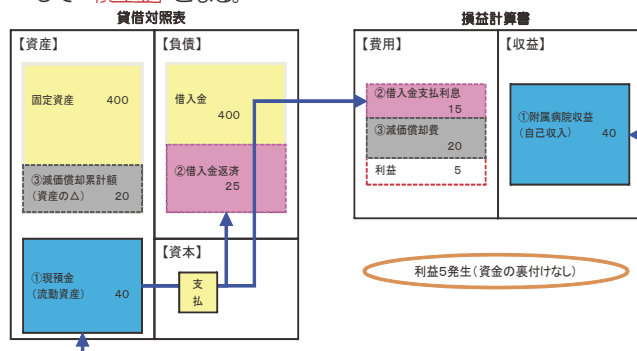 貸借対照表
損益計算書
【資産】
【負債】
【費用】
【収益】
固定資産 400
借入金
400
②借入金支払利息
15
③減価償却費
20
利益 5
①附属病院収益
(自己収入) 40
③減価償却累計額
(資産の△) 20
②借入金返済
25
【資本】
①現預金
(流動資産) 40
支
払
利益5発生(資金の裏付けなし)